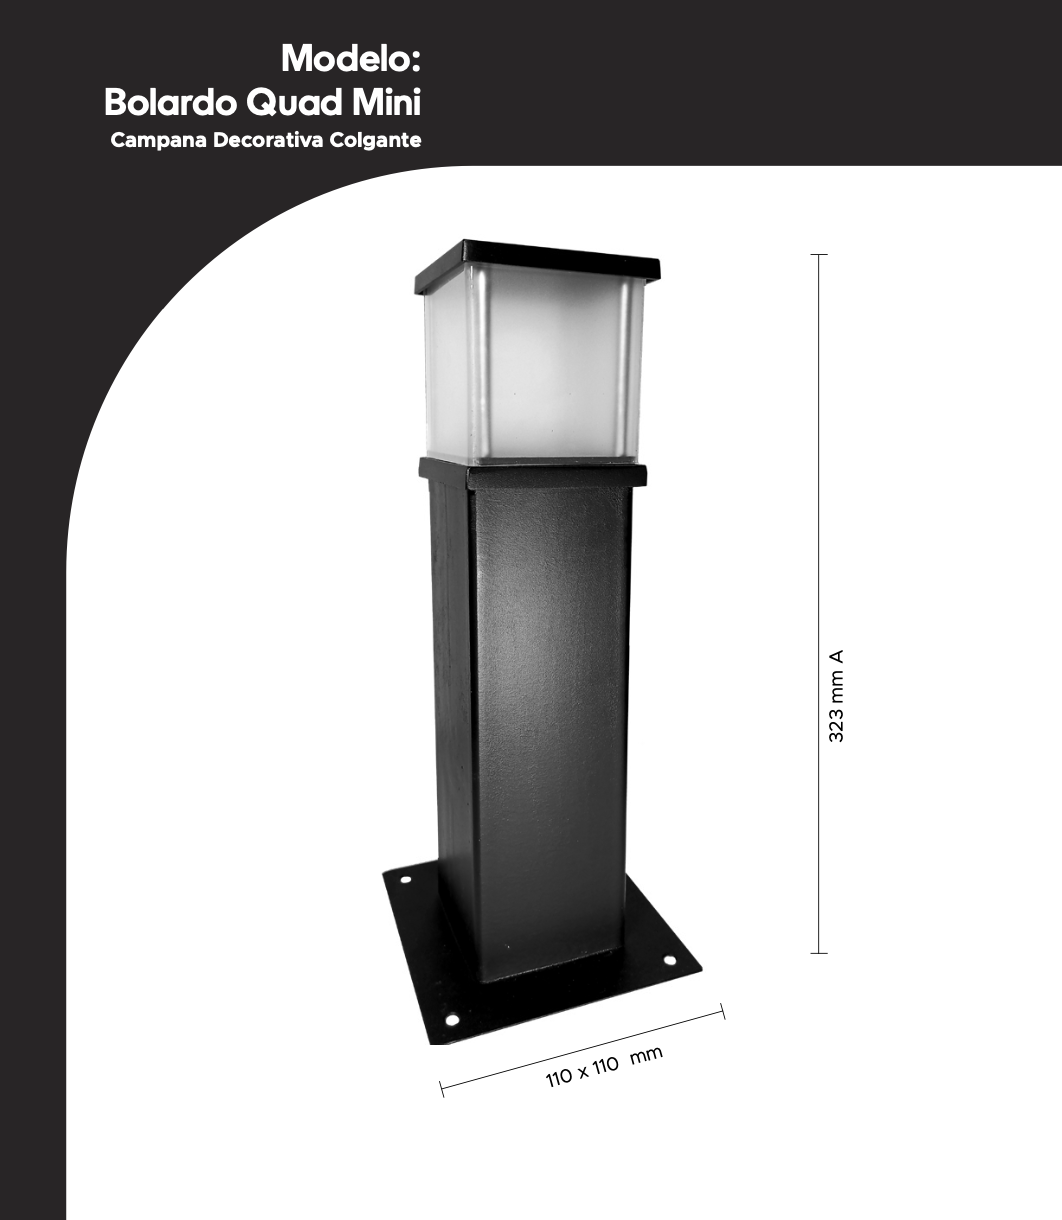 Modelo:
Bolardo Quad Mini
Campana Decorativa Colgante
323 mm A
110 x 110 mm